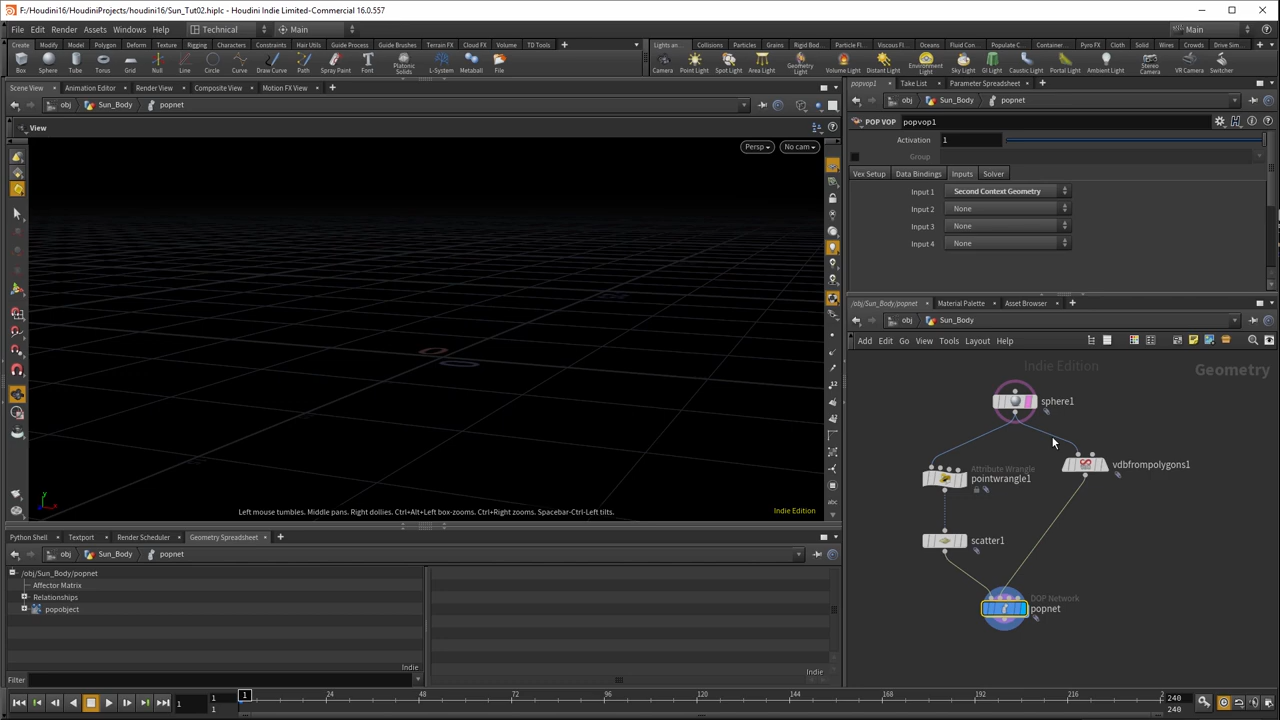 F:/Houdini16/HoudiniProjects/houdini16/Sun_Tut02.hiplc - Houdini Indie Limited-Commercial 16.0.557
File Edit Render Assets Windows Help Technical Main Main
Create Modify Model Polygon Deform Texture Rigging Characters Constraints Hair Utils Guide Process Guide Brushes Terrain FX Cloud FX Volume TD Tools
Box Sphere Tube Torus Grid Null Line Circle Curve Draw Curve Path Spray Paint Font Platonic Solids L-System Metaball File
Lights an... Collisions Particles Grains Rigid Bod... Particle Fl... Viscous Fl... Oceans Fluid Con... Populate C... Container... Pyro FX Cloth Solid Wires Crowds Drive Sim...
Camera Point Light Spot Light Area Light Geometry Light Volume Light Distant Light Environment Light Sky Light GI Light Caustic Light Portal Light Ambient Light Stereo Camera VR Camera Switcher
Scene View Animation Editor Render View Composite View Motion FX View
obj Sun_Body popnet
View
Persp No cam
Left mouse tumbles. Middle pans. Right dollies. Ctrl+Alt+Left box-zooms. Ctrl+Right zooms. Spacebar-Ctrl-Left tilts.
Indie Edition
popvop1 Take List Parameter Spreadsheet
obj Sun_Body popnet
POP VOP popvop1
Activation 1
Group
Vex Setup Data Bindings Inputs Solver
Input 1 Second Context Geometry
Input 2 None
Input 3 None
Input 4 None
/obj/Sun_Body/popnet Material Palette Asset Browser
obj Sun_Body
Add Edit Go View Tools Layout Help
Indie Edition
Geometry
sphere1
Attribute Wrangle
pointwrangle1
vdbfrompolygons1
scatter1
DOP Network
popnet
Python Shell Textport Render Scheduler Geometry Spreadsheet
obj Sun_Body popnet
/obj/Sun_Body/popnet
Affector Matrix
Relationships
popobject
Indie
Indie
Filter
1
1
1
1 24 48 72 96 120 144 168 192 216 2
240
240